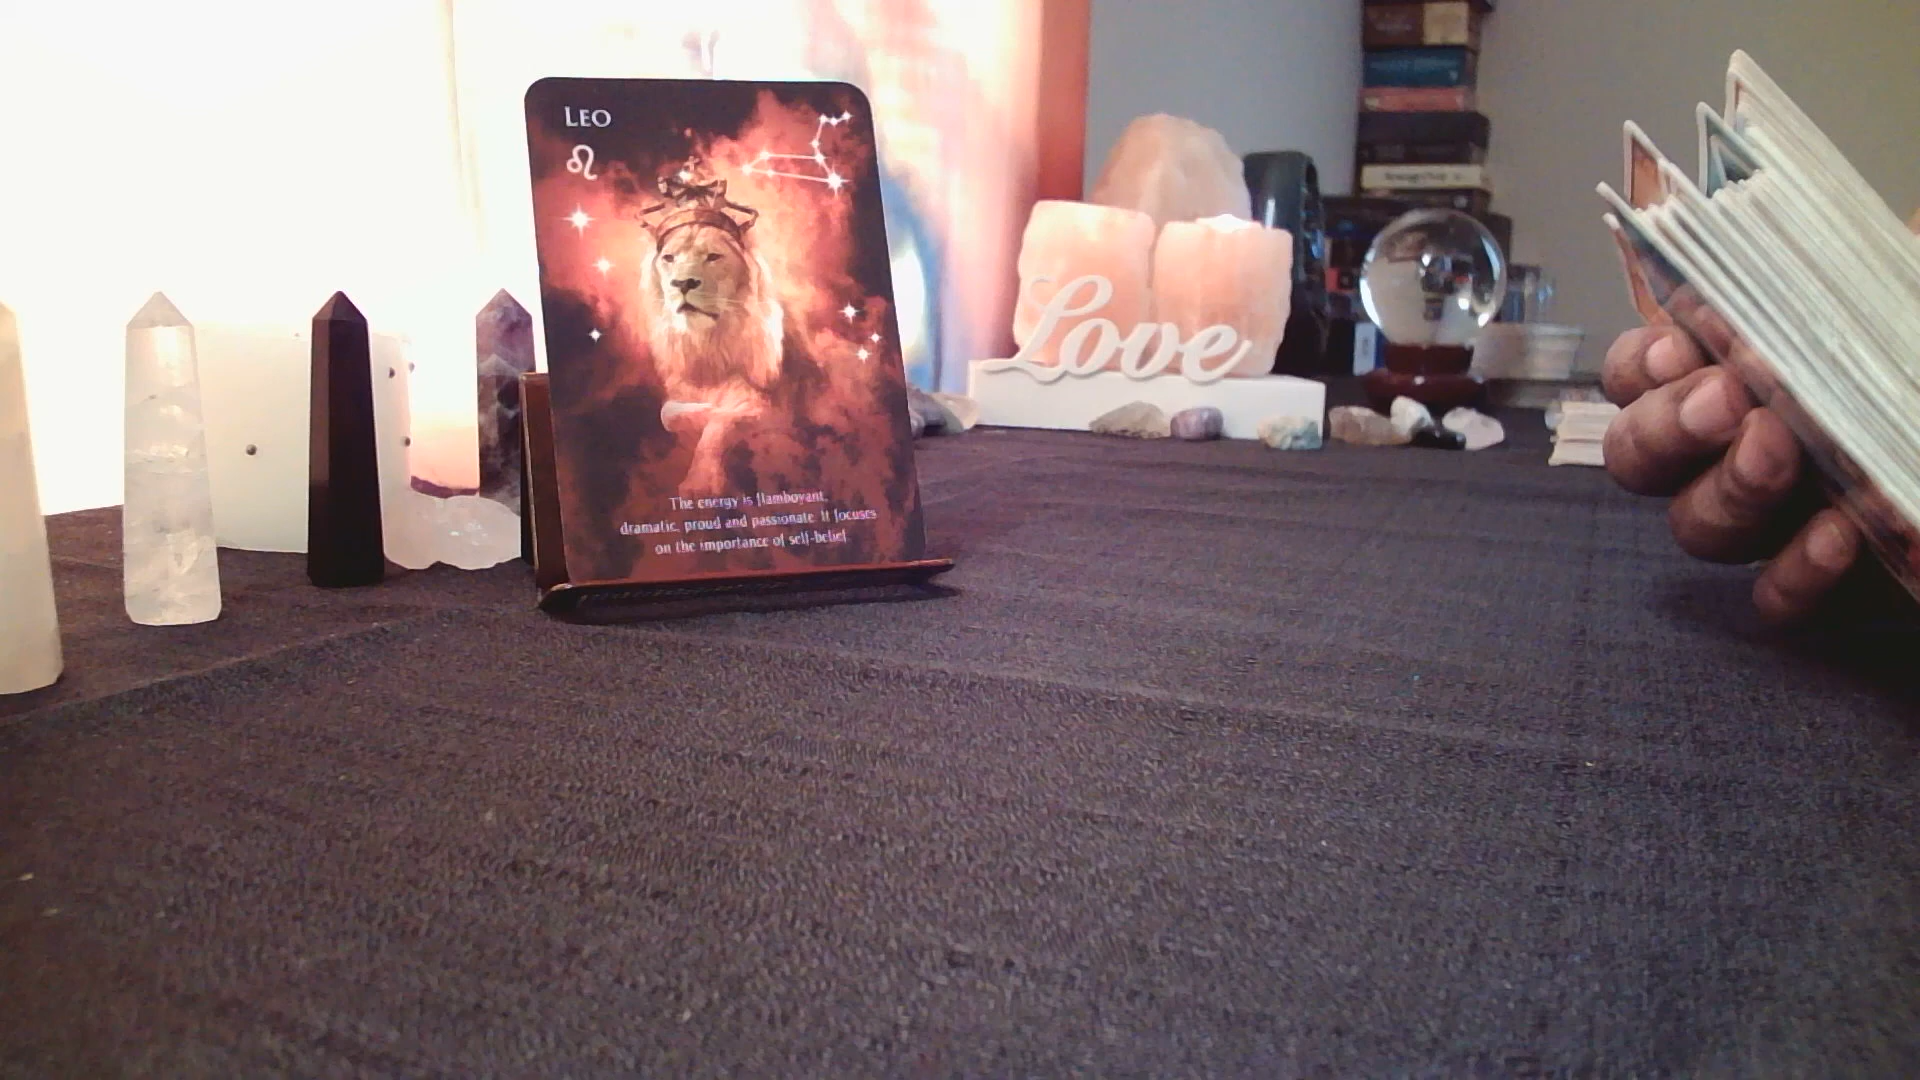 LEO
The energy is flamboyant,
dramatic, proud and passionate. It focuses
on the importance of self-belief
Love